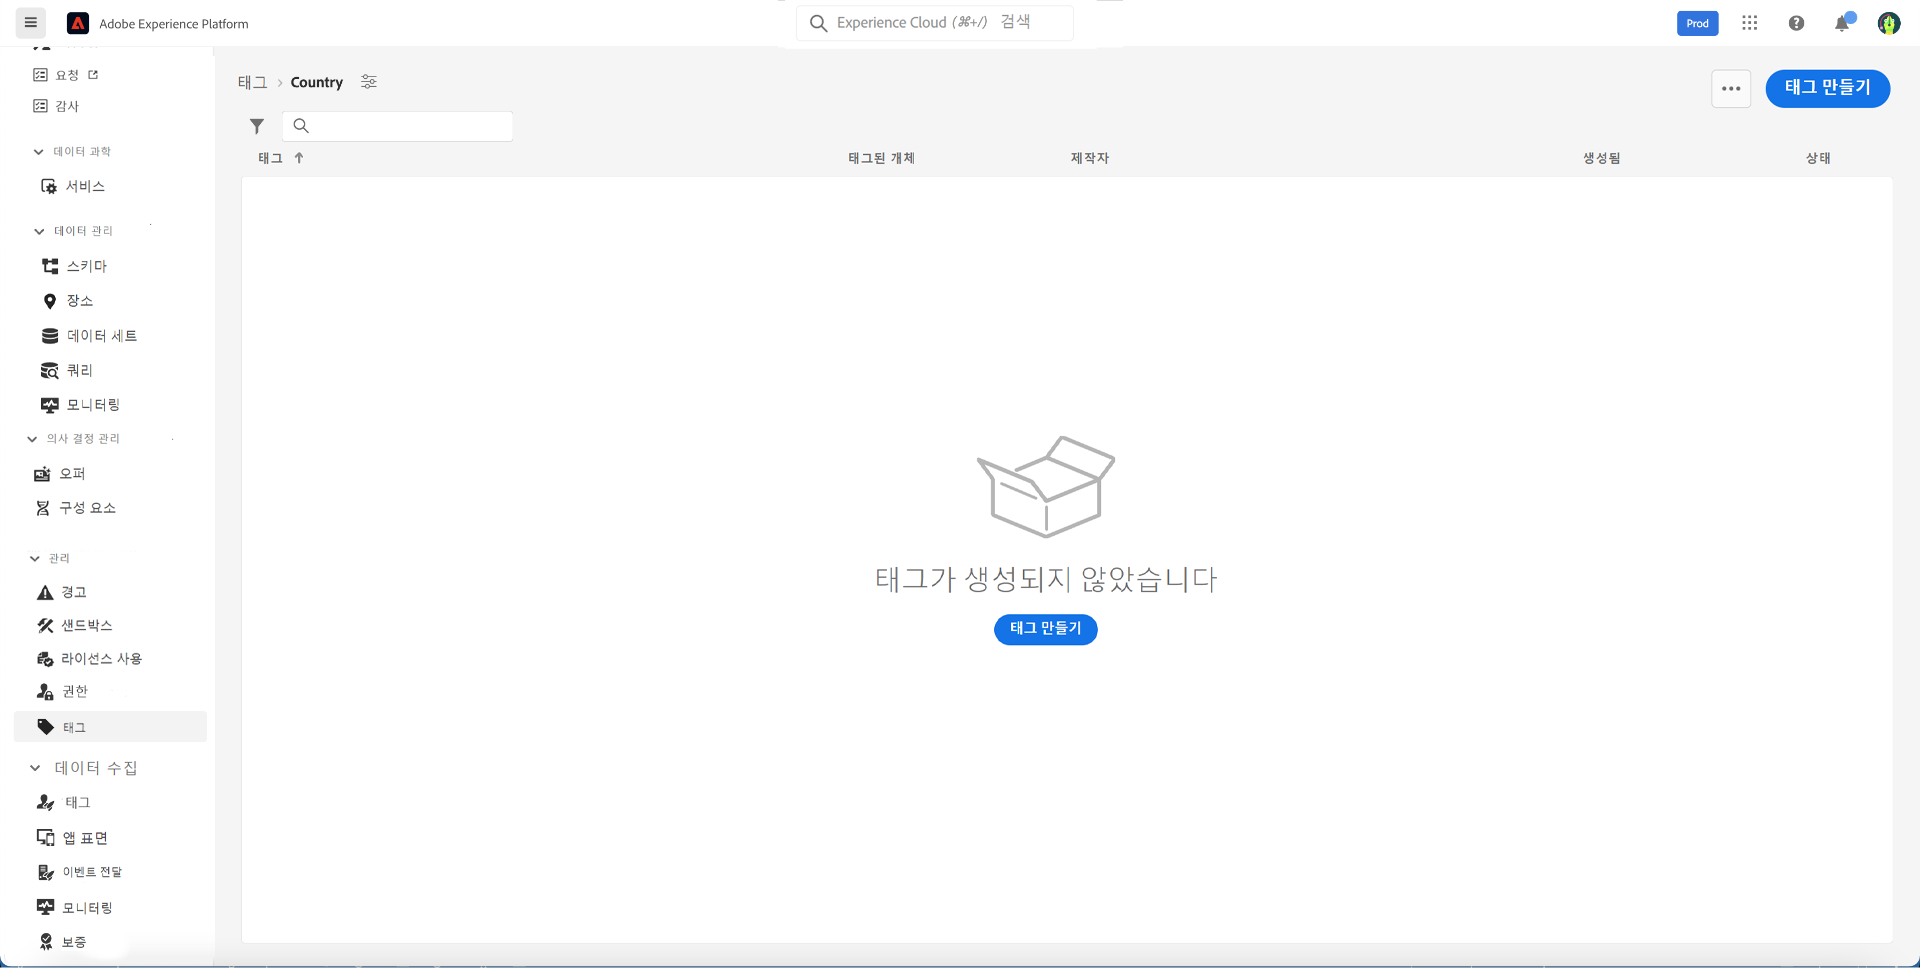 Adobe Experience Platform
Experience Cloud (⌘+/) 검색
Prod
요청
감사
데이터 과학
서비스
데이터 관리
스키마
장소
데이터 세트
쿼리
모니터링
의사 결정 관리
오퍼
구성 요소
관리
경고
샌드박스
라이선스 사용
권한
태그
데이터 수집
태그
앱 표면
이벤트 전달
모니터링
보증
태그 > Country
태그 만들기
태그 ↑ 태그된 개체 제작자 생성됨 상태
태그가 생성되지 않았습니다
태그 만들기